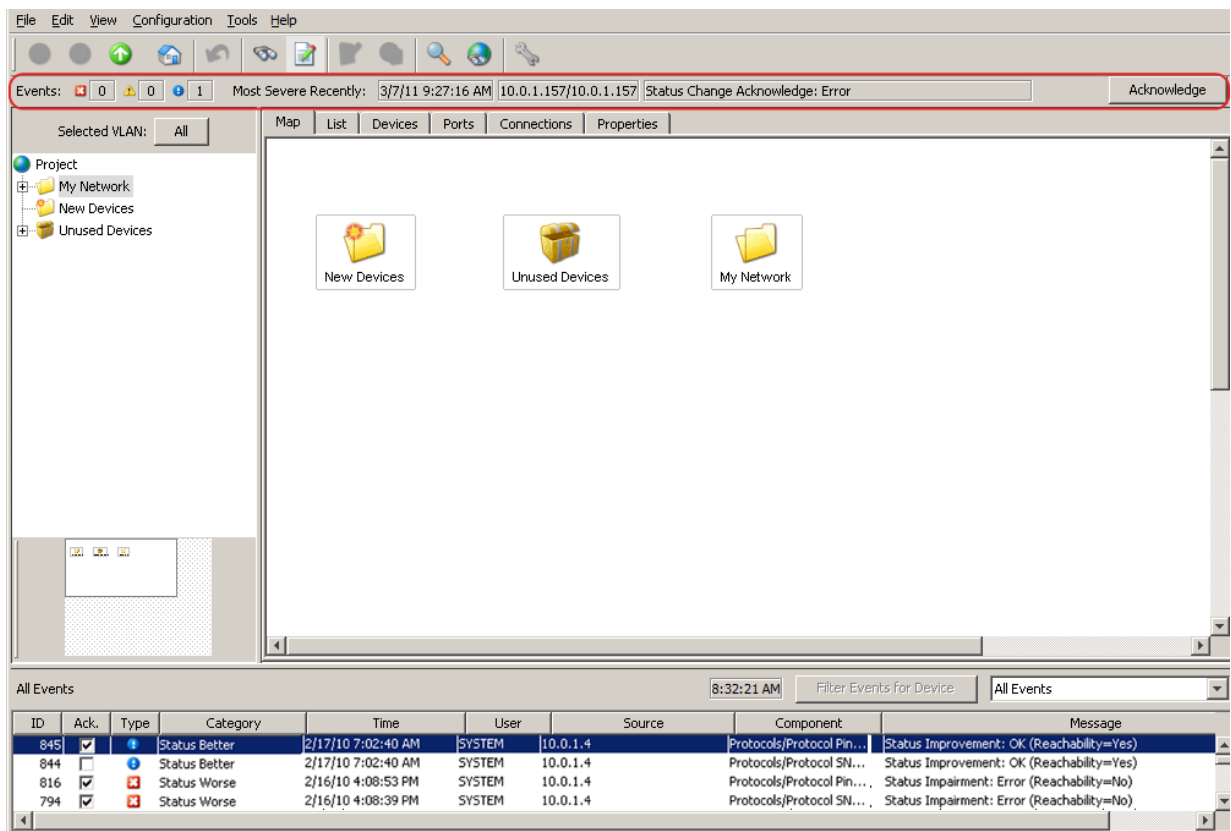 File Edit View Configuration Tools Help
Events: 0 0 1 Most Severe Recently: 3/7/11 9:27:16 AM 10.0.1.157/10.0.1.157 Status Change Acknowledge: Error Acknowledge
Selected VLAN: All
Map List Devices Ports Connections Properties
Project
My Network
New Devices
Unused Devices
New Devices Unused Devices My Network
All Events 8:32:21 AM Filter Events for Device All Events
ID Ack. Type Category Time User Source Component Message
845 Status Better 2/17/10 7:02:40 AM SYSTEM 10.0.1.4 Protocols/Protocol Pin... Status Improvement: OK (Reachability=Yes)
844 Status Better 2/17/10 7:02:40 AM SYSTEM 10.0.1.4 Protocols/Protocol SN... Status Improvement: OK (Reachability=Yes)
816 Status Worse 2/16/10 4:08:53 PM SYSTEM 10.0.1.4 Protocols/Protocol Pin... Status Impairment: Error (Reachability=No)
794 Status Worse 2/16/10 4:08:39 PM SYSTEM 10.0.1.4 Protocols/Protocol SN... Status Impairment: Error (Reachability=No)